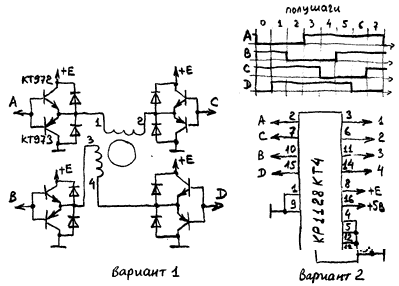 полушаги
0 1 2 3 4 5 6 7
A
B
C
D
КТ972
КТ973
+E
+E
A
1
2
C
3
+E
4
+E
B
D
Вариант 1
A 2
C 7
B 10
D 15
1
9
КР1128КТ4
3 1
6 2
11 3
14 4
8 +E
16 +5В
4
5
12
13
Вариант 2